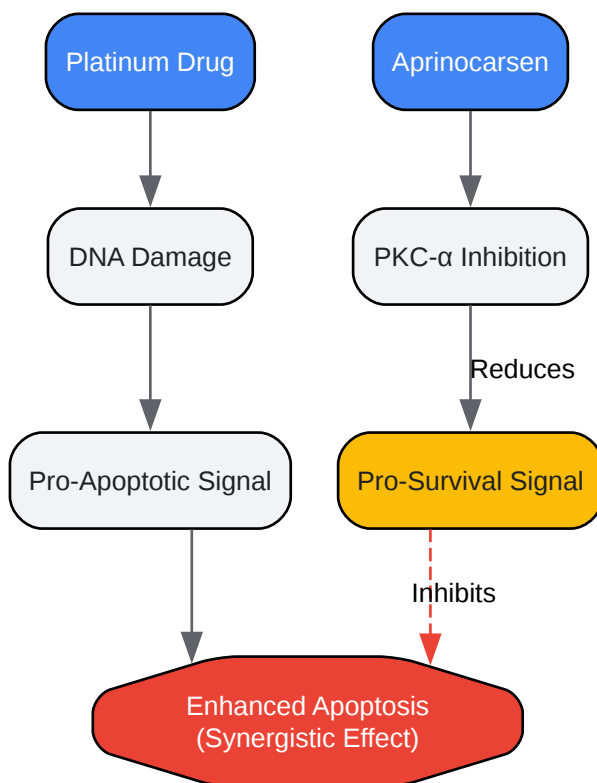 Platinum Drug
Aprinocarsen
DNA Damage
PKC-α Inhibition
Reduces
Pro-Apoptotic Signal
Pro-Survival Signal
Inhibits
Enhanced Apoptosis
(Synergistic Effect)